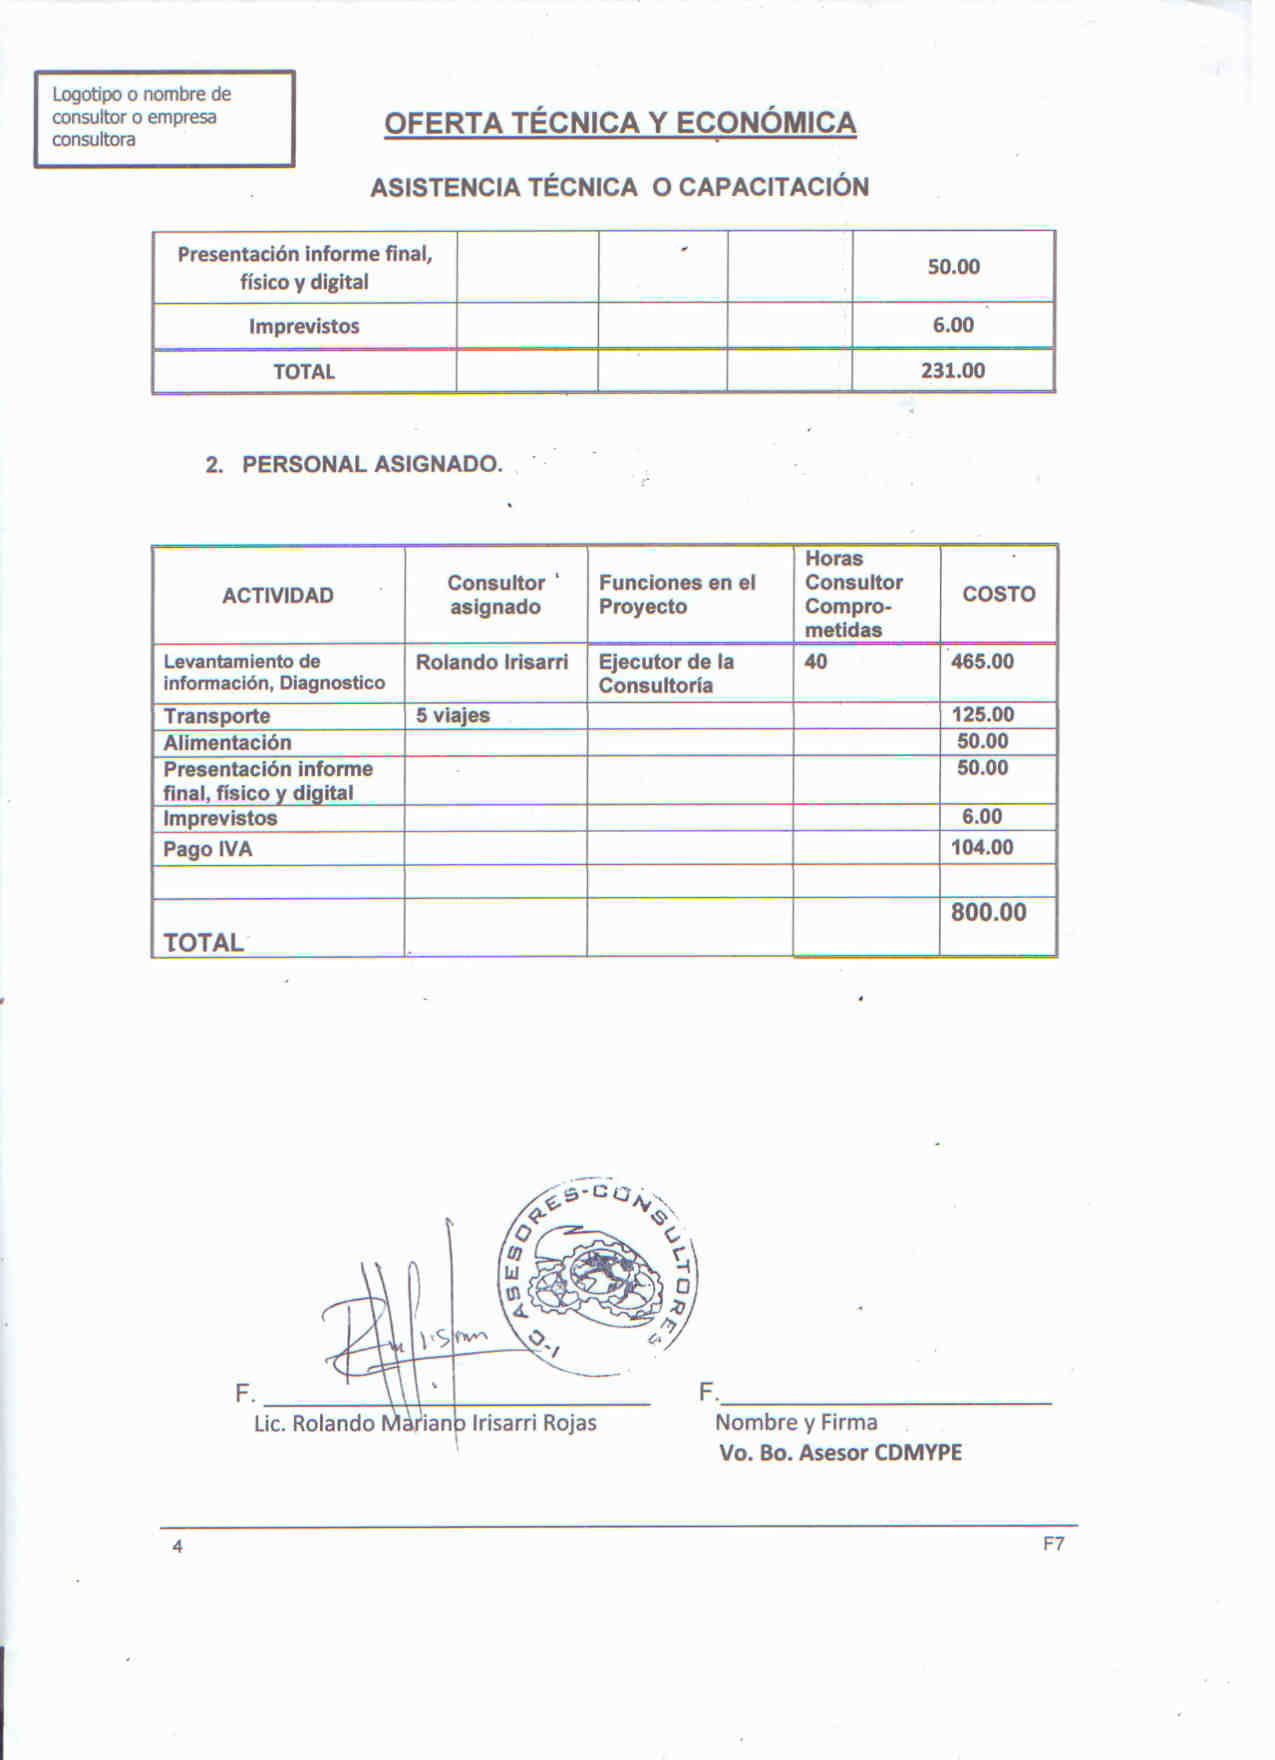 Logotipo o nombre de
consultor o empresa
consultora
OFERTA TÉCNICA Y ECONÓMICA
ASISTENCIA TÉCNICA O CAPACITACIÓN
Presentación informe final,
físico y digital
50.00
Imprevistos 6.00
TOTAL 231.00
2. PERSONAL ASIGNADO.
ACTIVIDAD
Consultor
asignado
Funciones en el
Proyecto
Horas
Consultor
Compro-
metidas
COSTO
Levantamiento de
información, Diagnostico
Rolando Irisarri
Ejecutor de la
Consultoría
40
465.00
Transporte 5 viajes 125.00
Alimentación 50.00
Presentación informe
final, físico y digital
50.00
Imprevistos 6.00
Pago IVA 104.00
TOTAL
800.00
I-C ASESORES-CONSULTORES
F.
Lic. Rolando Mariano Irisarri Rojas
F.
Nombre y Firma
Vo. Bo. Asesor CDMYPE
4 F7